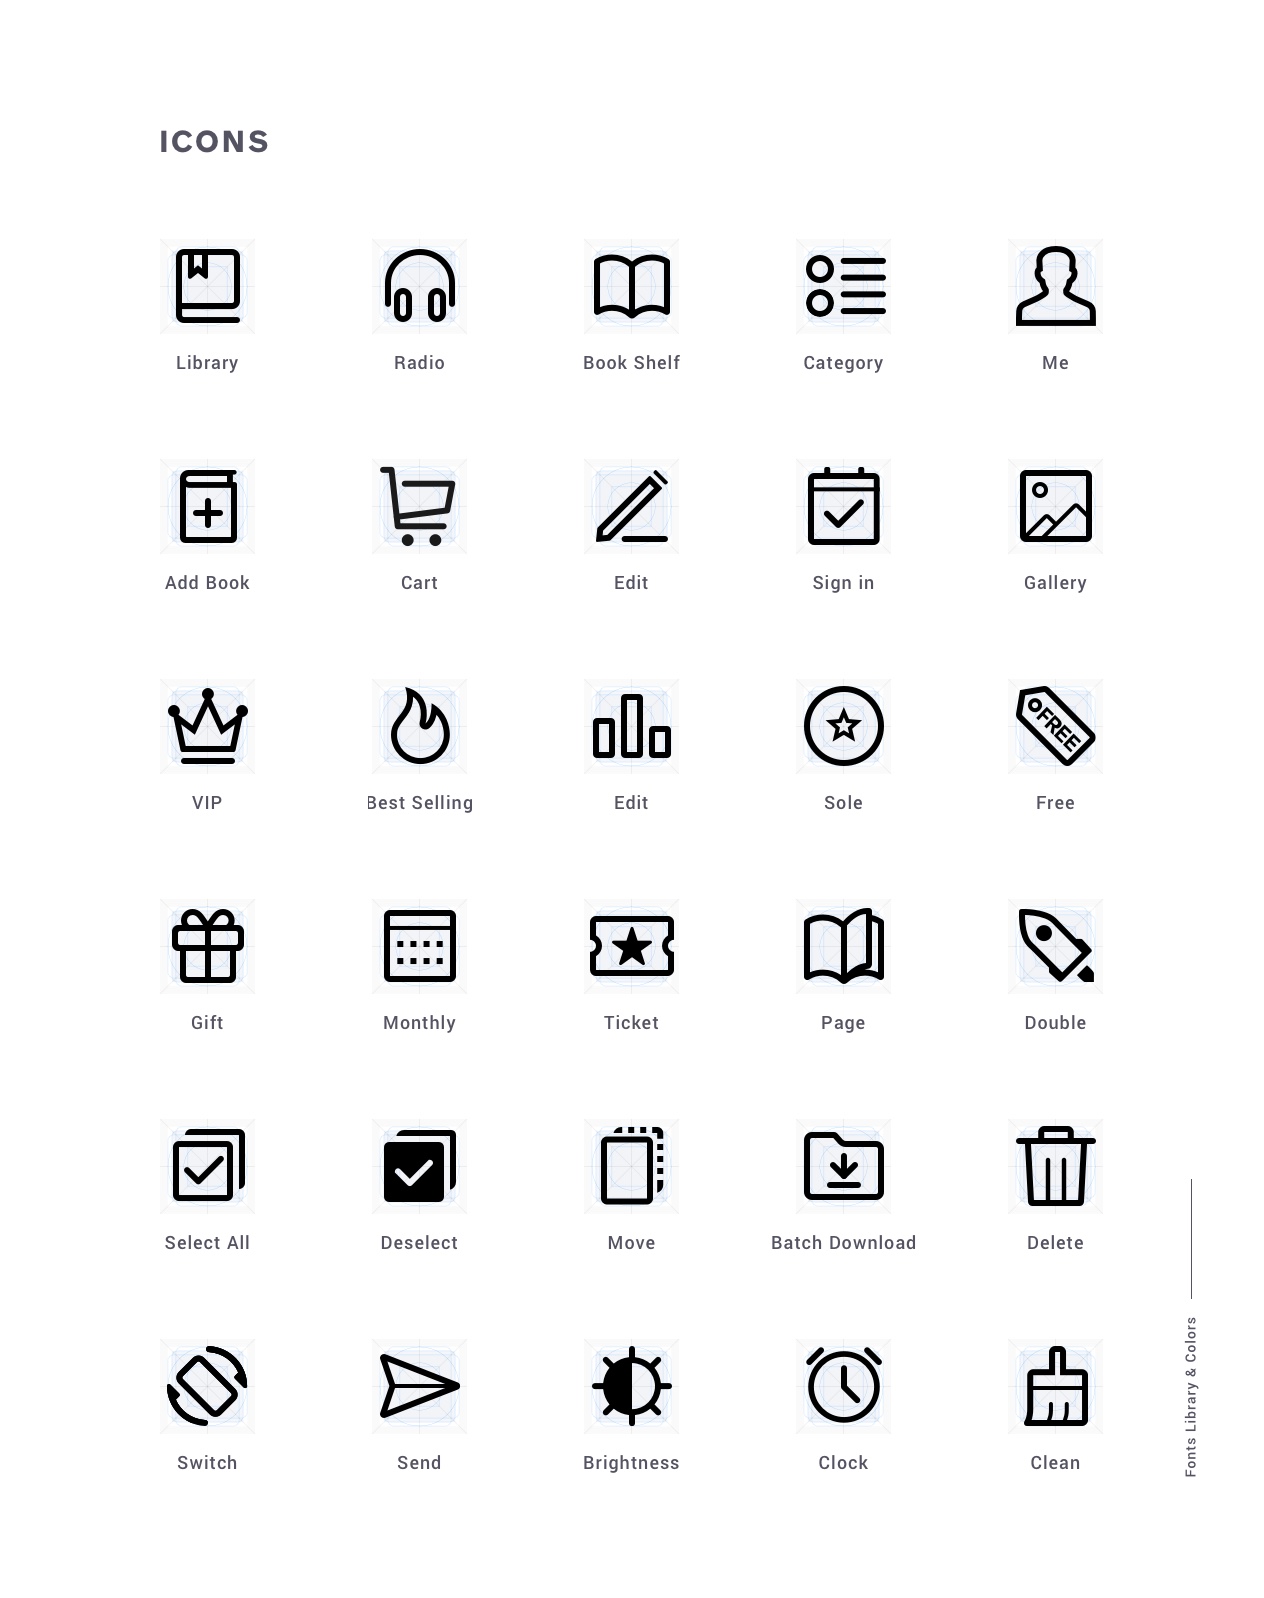 ICONS
Library
Radio
Book Shelf
Category
Me
Add Book
Cart
Edit
Sign in
Gallery
VIP
Best Selling
Edit
Sole
FREE
Free
Gift
Monthly
Ticket
Page
Double
Select All
Deselect
Move
Batch Download
Delete
Switch
Send
Brightness
Clock
Clean
Fonts Library & Colors